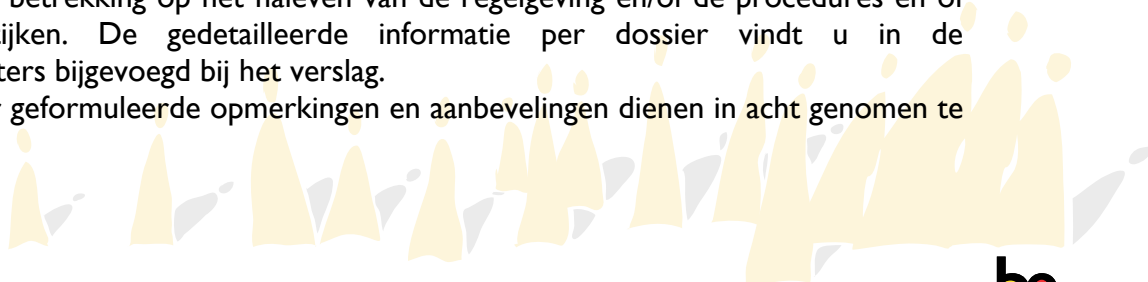 betrekking op het naleven van de regelgeving en/of de procedures en of
ijken. De gedetailleerde informatie per dossier vindt u in de
ters bijgevoegd bij het verslag.
geformuleerde opmerkingen en aanbevelingen dienen in acht genomen te
be